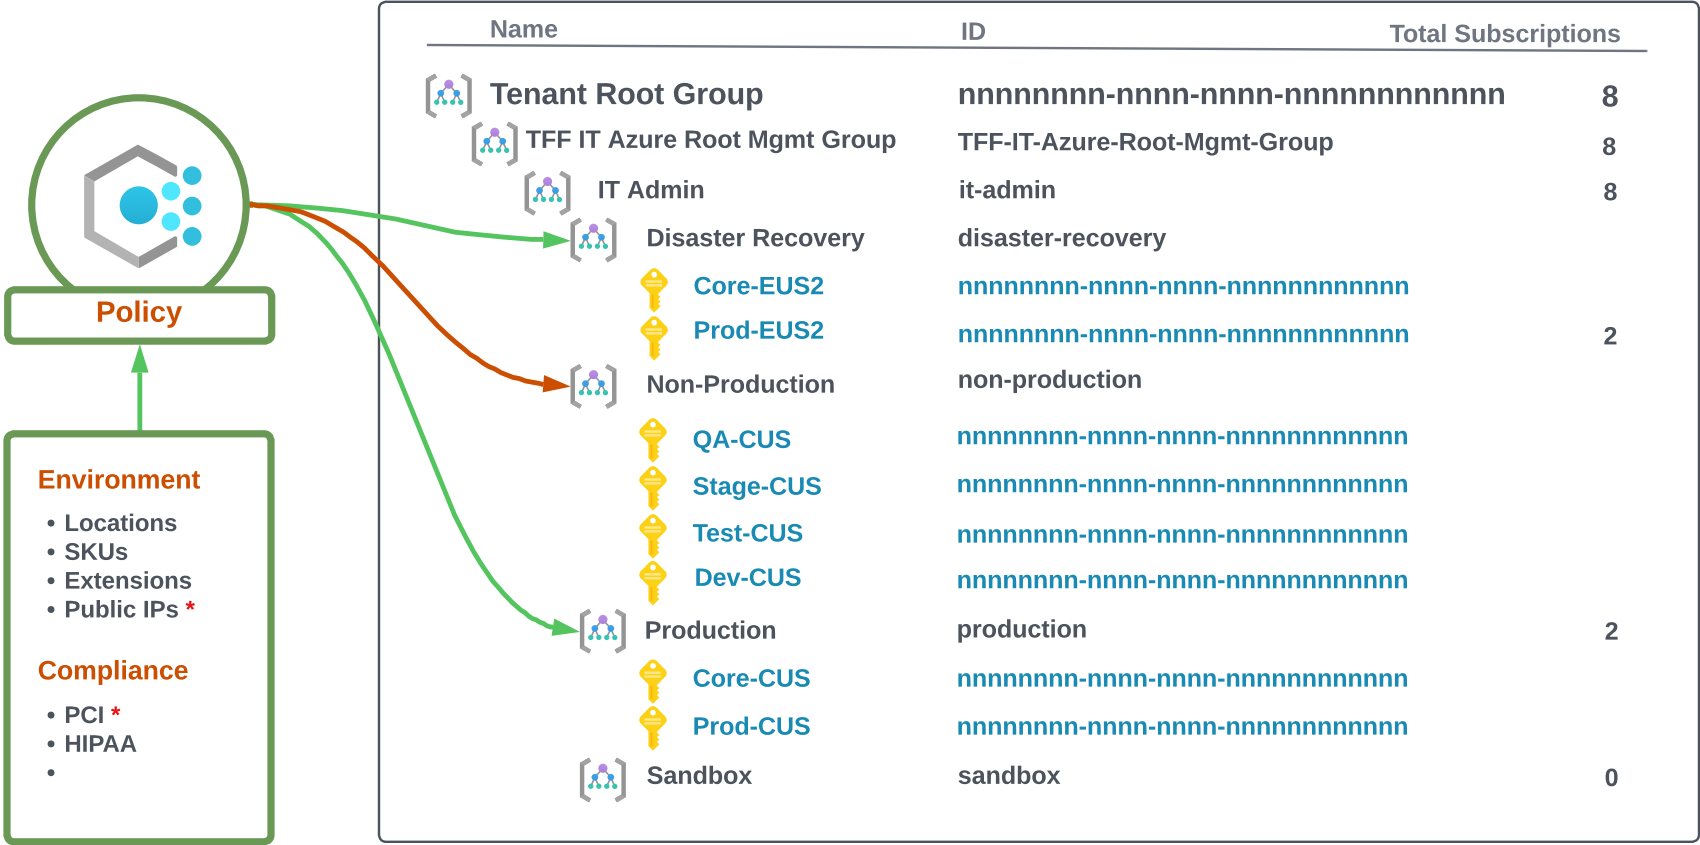 Name ID Total Subscriptions
Tenant Root Group nnnnnnnn-nnnn-nnnn-nnnnnnnnnnnn 8
TFF IT Azure Root Mgmt Group TFF-IT-Azure-Root-Mgmt-Group 8
IT Admin it-admin 8
Disaster Recovery disaster-recovery
Core-EUS2 nnnnnnnn-nnnn-nnnn-nnnnnnnnnnnn
Prod-EUS2 nnnnnnnn-nnnn-nnnn-nnnnnnnnnnnn 2
Non-Production non-production
QA-CUS nnnnnnnn-nnnn-nnnn-nnnnnnnnnnnn
Stage-CUS nnnnnnnn-nnnn-nnnn-nnnnnnnnnnnn
Test-CUS nnnnnnnn-nnnn-nnnn-nnnnnnnnnnnn
Dev-CUS nnnnnnnn-nnnn-nnnn-nnnnnnnnnnnn
Production production 2
Core-CUS nnnnnnnn-nnnn-nnnn-nnnnnnnnnnnn
Prod-CUS nnnnnnnn-nnnn-nnnn-nnnnnnnnnnnn
Sandbox sandbox 0
Policy
Environment
• Locations
• SKUs
• Extensions
• Public IPs *
Compliance
• PCI *
• HIPAA
•